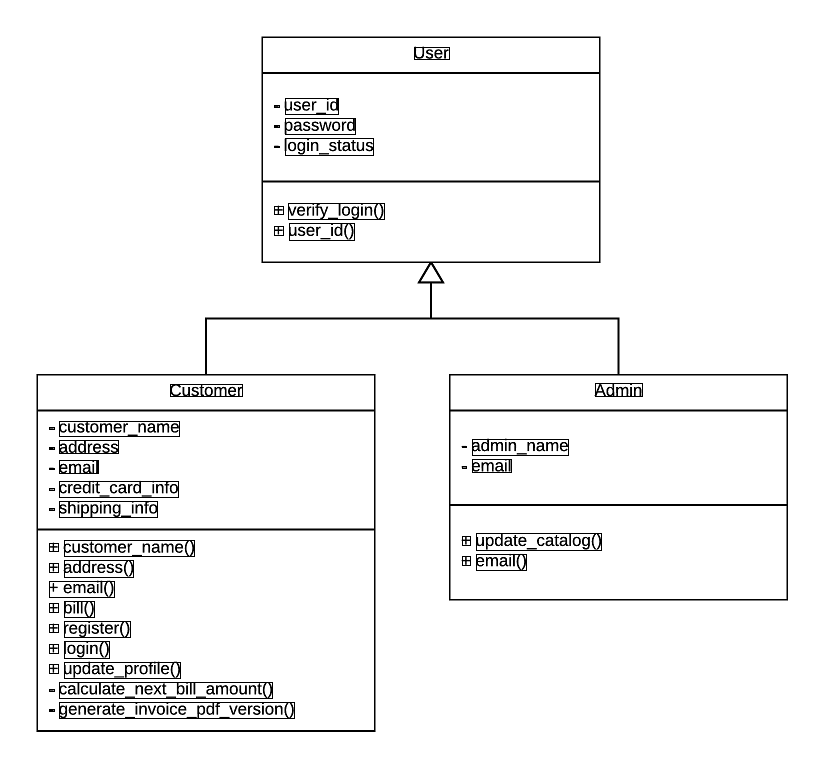 User
- user_id
- password
- login_status
+ verify_login()
+ user_id()
Customer
- customer_name
- address
- email
- credit_card_info
- shipping_info
+ customer_name()
+ address()
+ email()
+ bill()
+ register()
+ login()
+ update_profile()
- calculate_next_bill_amount()
- generate_invoice_pdf_version()
Admin
- admin_name
- email
+ update_catalog()
+ email()